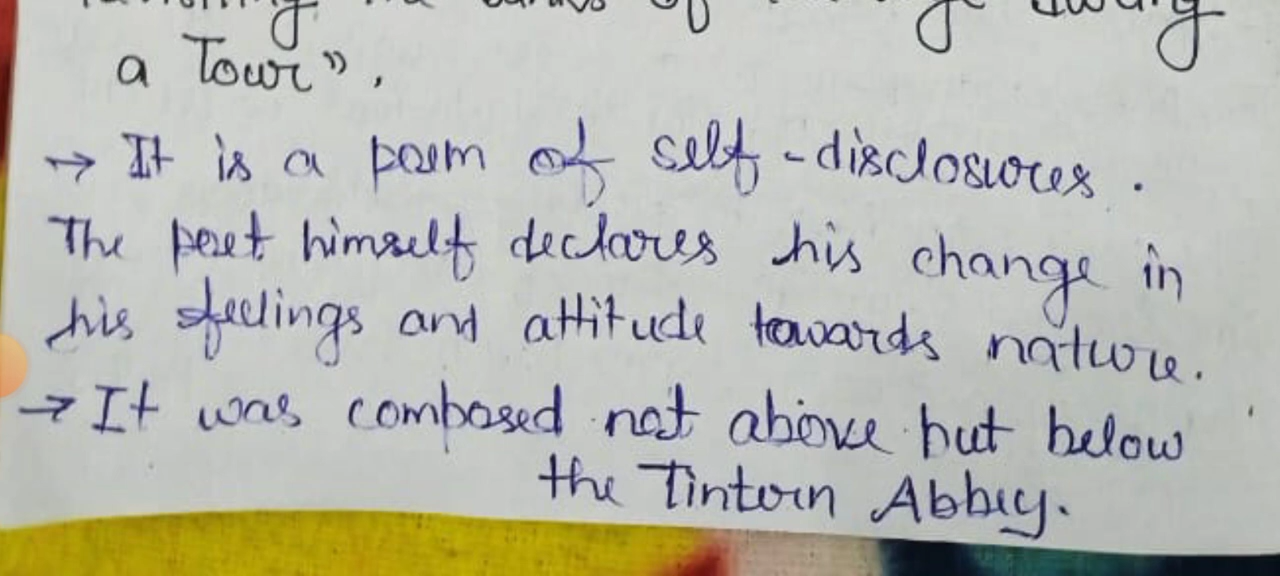 a Tour",
→ It is a poem of self-disclosures.
The poet himself declares his change in
his feelings and attitude towards nature.
→ It was composed not above but below
the Tintern Abbey.